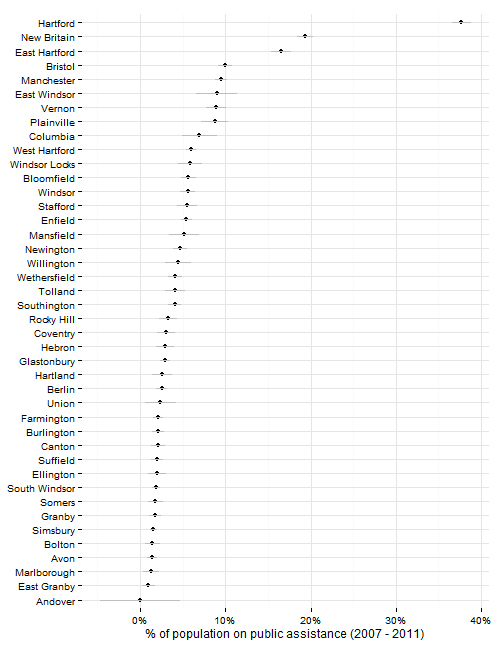 Hartford
New Britain
East Hartford
Bristol
Manchester
East Windsor
Vernon
Plainville
Columbia
West Hartford
Windsor Locks
Bloomfield
Windsor
Stafford
Enfield
Mansfield
Newington
Willington
Wethersfield
Tolland
Southington
Rocky Hill
Coventry
Hebron
Glastonbury
Hartland
Berlin
Union
Farmington
Burlington
Canton
Suffield
Ellington
South Windsor
Somers
Granby
Simsbury
Bolton
Avon
Marlborough
East Granby
Andover
0% 10% 20% 30% 40%
% of population on public assistance (2007 - 2011)